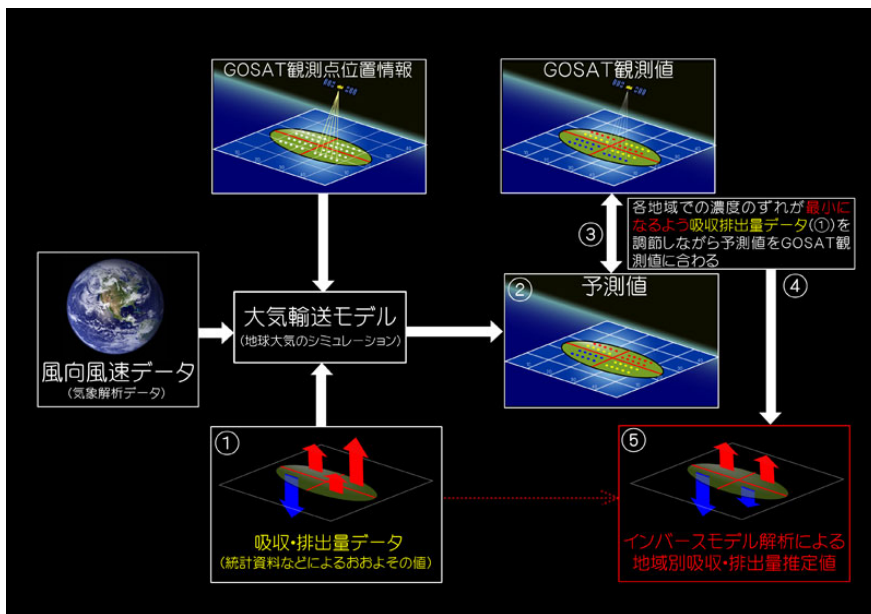 GOSAT観測点位置情報
GOSAT観測値
③
各地域での濃度のずれが最小に
なるよう吸収排出量データ(①)を
調節しながら予測値をGOSAT観
測値に合わる
④
風向風速データ
(気象解析データ)
大気輸送モデル
(地球大気のシミュレーション)
②
予測値
①
吸収・排出量データ
(統計資料などによるおおよその値)
⑤
インバースモデル解析による
地域別吸収・排出量推定値